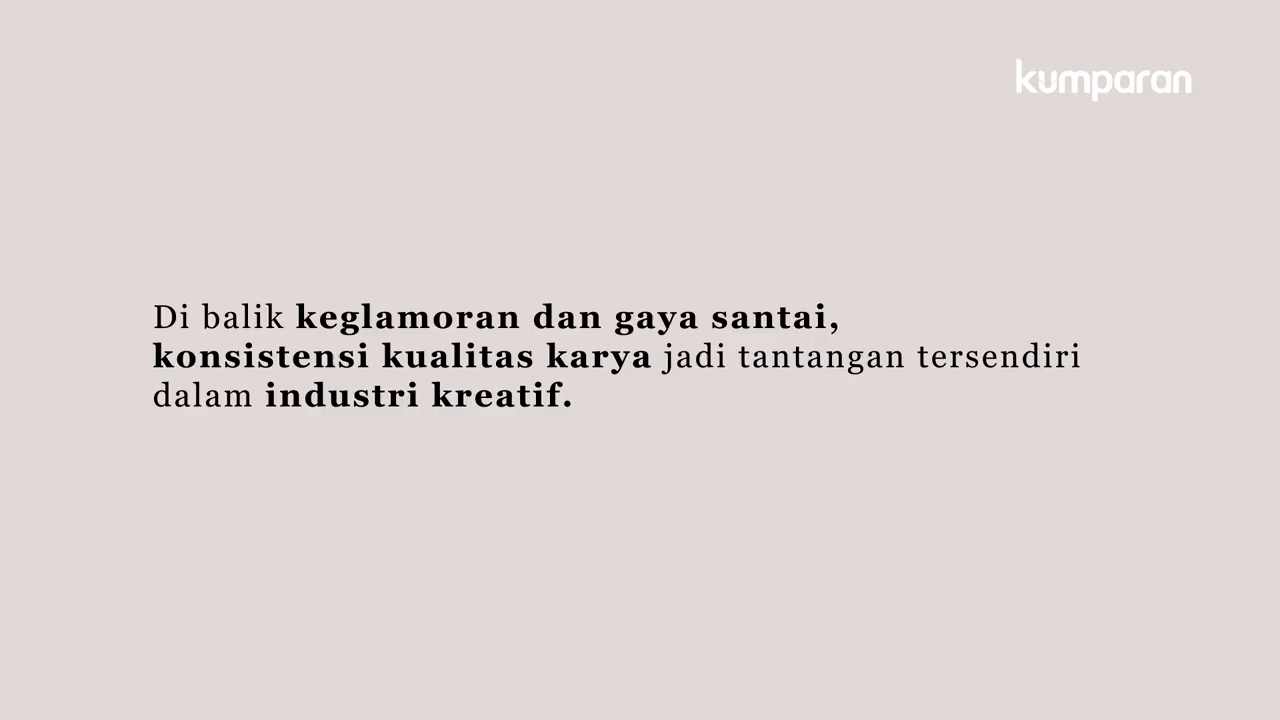 kumparan
Di balik keglamoran dan gaya santai,
konsistensi kualitas karya jadi tantangan tersendiri
dalam industri kreatif.